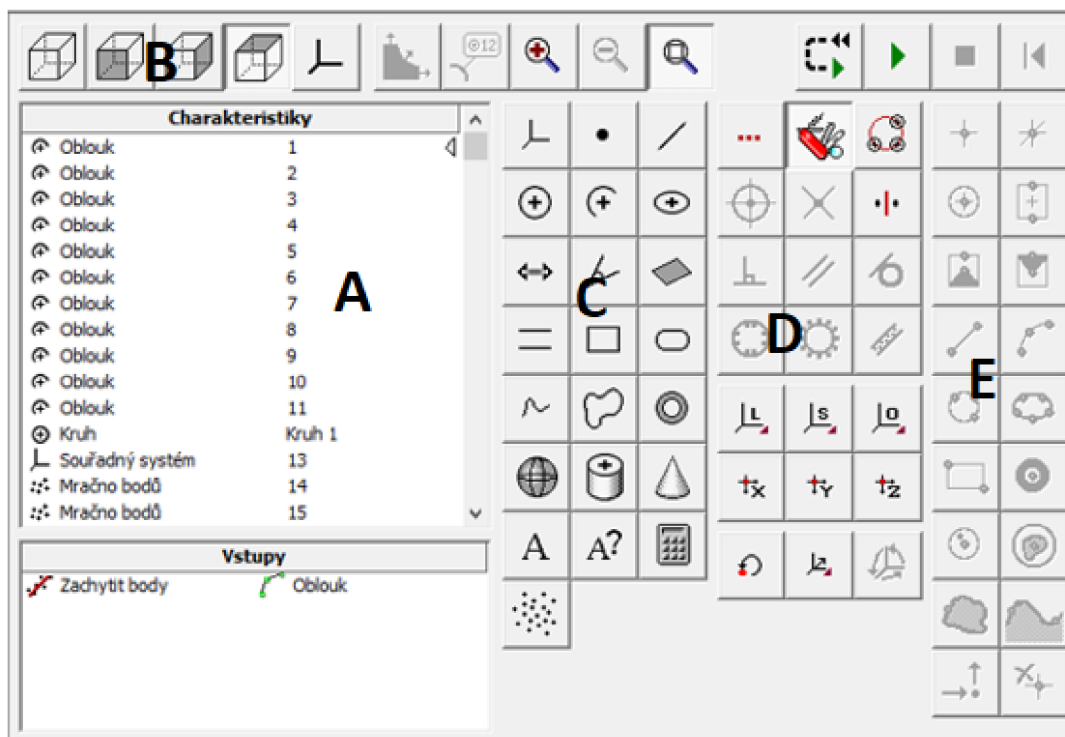 B
12
Charakteristiky
Oblouk 1
Oblouk 2
Oblouk 3
Oblouk 4
Oblouk 5
Oblouk 6
Oblouk 7
Oblouk 8
Oblouk 9
Oblouk 10
Oblouk 11
Kruh Kruh 1
Souřadný systém 13
Mračno bodů 14
Mračno bodů 15
A
Vstupy
Zachytit body Oblouk
C
A A?
D
L S O
X Y Z
E